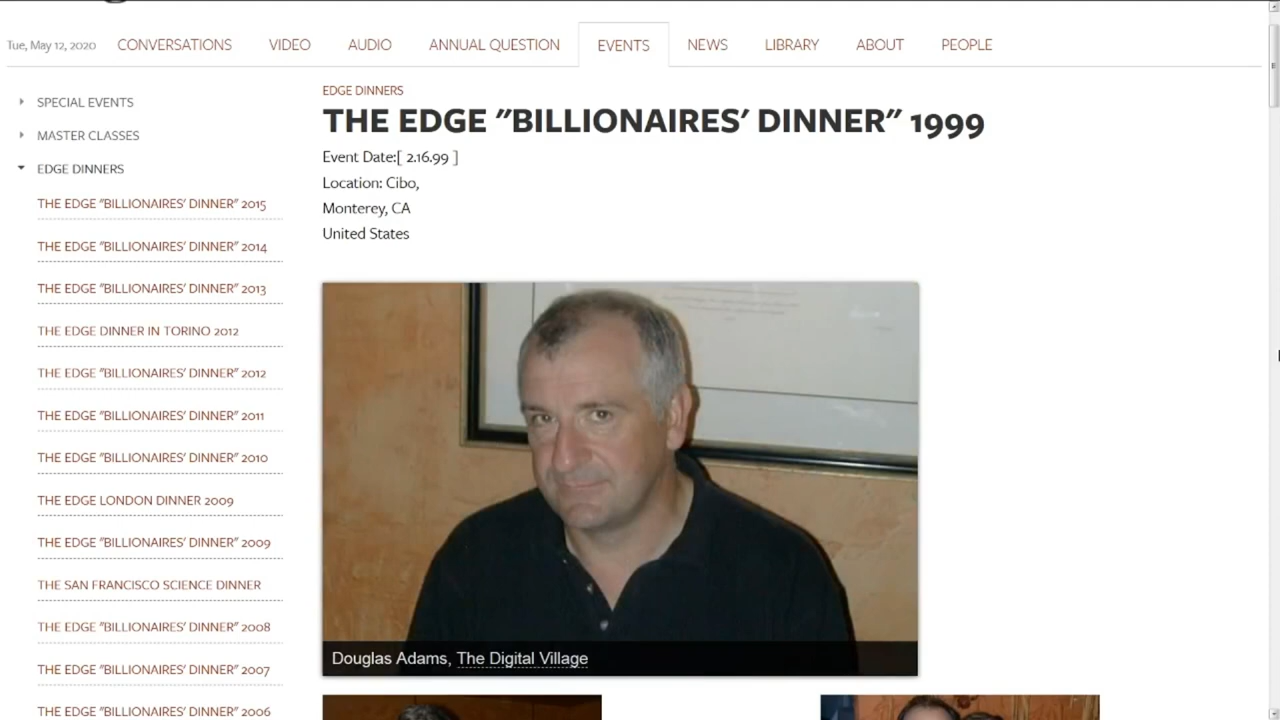 Tue, May 12, 2020
CONVERSATIONS
VIDEO
AUDIO
ANNUAL QUESTION
EVENTS
NEWS
LIBRARY
ABOUT
PEOPLE
SPECIAL EVENTS
MASTER CLASSES
EDGE DINNERS
THE EDGE "BILLIONAIRES' DINNER" 2015
THE EDGE "BILLIONAIRES' DINNER" 2014
THE EDGE "BILLIONAIRES' DINNER" 2013
THE EDGE DINNER IN TORINO 2012
THE EDGE "BILLIONAIRES' DINNER" 2012
THE EDGE "BILLIONAIRES' DINNER" 2011
THE EDGE "BILLIONAIRES' DINNER" 2010
THE EDGE LONDON DINNER 2009
THE EDGE "BILLIONAIRES' DINNER" 2009
THE SAN FRANCISCO SCIENCE DINNER
THE EDGE "BILLIONAIRES' DINNER" 2008
THE EDGE "BILLIONAIRES' DINNER" 2007
THE EDGE "BILLIONAIRES' DINNER" 2006
EDGE DINNERS
THE EDGE "BILLIONAIRES' DINNER" 1999
Event Date:[ 2.16.99 ]
Location: Cibo,
Monterey, CA
United States
Douglas Adams, The Digital Village